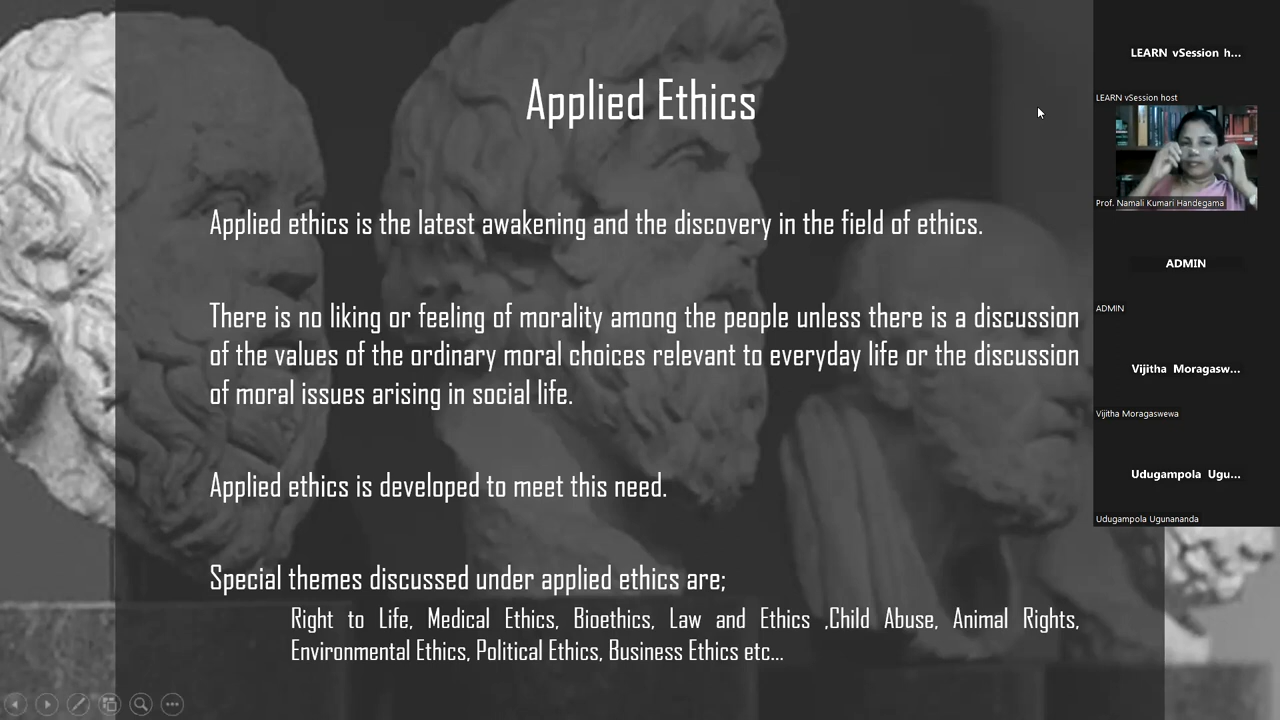 Applied Ethics
Applied ethics is the latest awakening and the discovery in the field of ethics.
There is no liking or feeling of morality among the people unless there is a discussion
of the values of the ordinary moral choices relevant to everyday life or the discussion
of moral issues arising in social life.
Applied ethics is developed to meet this need.
Special themes discussed under applied ethics are;
Right to Life, Medical Ethics, Bioethics, Law and Ethics ,Child Abuse, Animal Rights,
Environmental Ethics, Political Ethics, Business Ethics etc...
LEARN vSession h...
LEARN vSession host
Prof. Namali Kumari Handegama
ADMIN
ADMIN
Vijitha Moragasw...
Vijitha Moragaswewa
Udugampola Ugu...
Udugampola Ugunananda